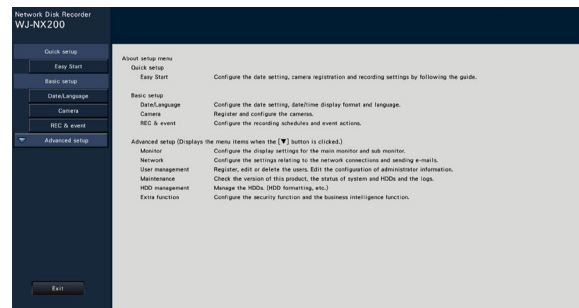 Network Disk Recorder
WJ-NX200
Quick setup
Easy Start
Basic setup
Date/Language
Camera
REC & event
Advanced setup
Exit
About setup menu
Quick setup
Easy Start Configure the date setting, camera registration and recording settings by following the guide.
Basic setup
Date/Language Configure the date setting, date/time display format and language.
Camera Register and configure the cameras.
REC & event Configure the recording schedules and event actions.
Advanced setup (Displays the menu items when the [▼] button is clicked.)
Monitor Configure the display settings for the main monitor and sub monitor.
Network Configure the settings relating to the network connections and sending e-mails.
User management Register, edit or delete the users. Edit the configuration of administrator information.
Maintenance Check the version of this product, the status of system and HDDs and the logs.
HDD management Manage the HDDs. (HDD formatting, etc.)
Extra function Configure the security function and the business intelligence function.